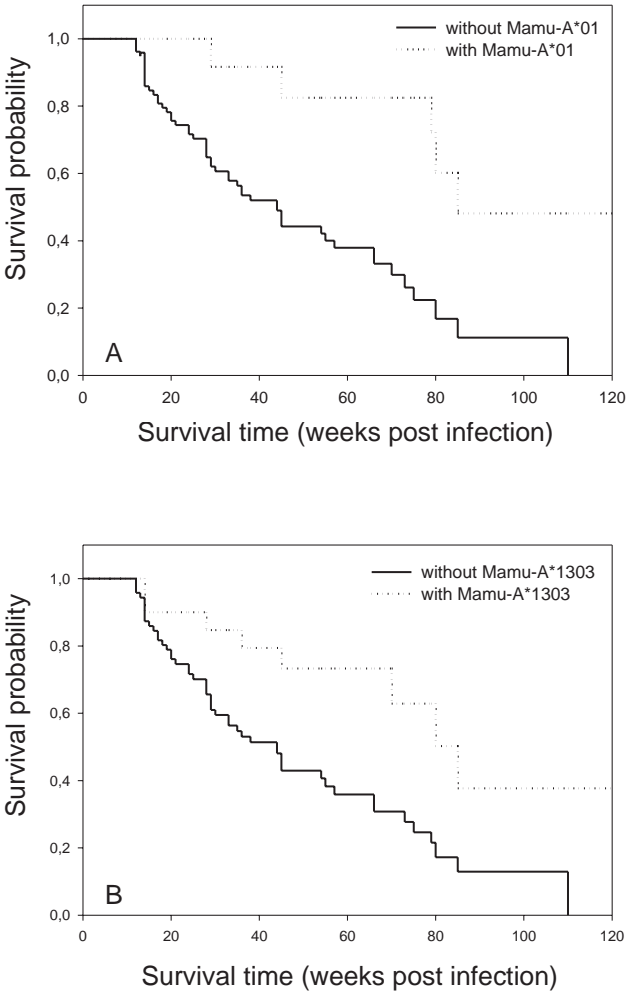 without Mamu-A*01
with Mamu-A*01
1,0
0,8
0,6
0,4
0,2
0,0
Survival probability
A
0 20 40 60 80 100 120
Survival time (weeks post infection)
without Mamu-A*1303
with Mamu-A*1303
1,0
0,8
0,6
0,4
0,2
0,0
Survival probability
B
0 20 40 60 80 100 120
Survival time (weeks post infection)